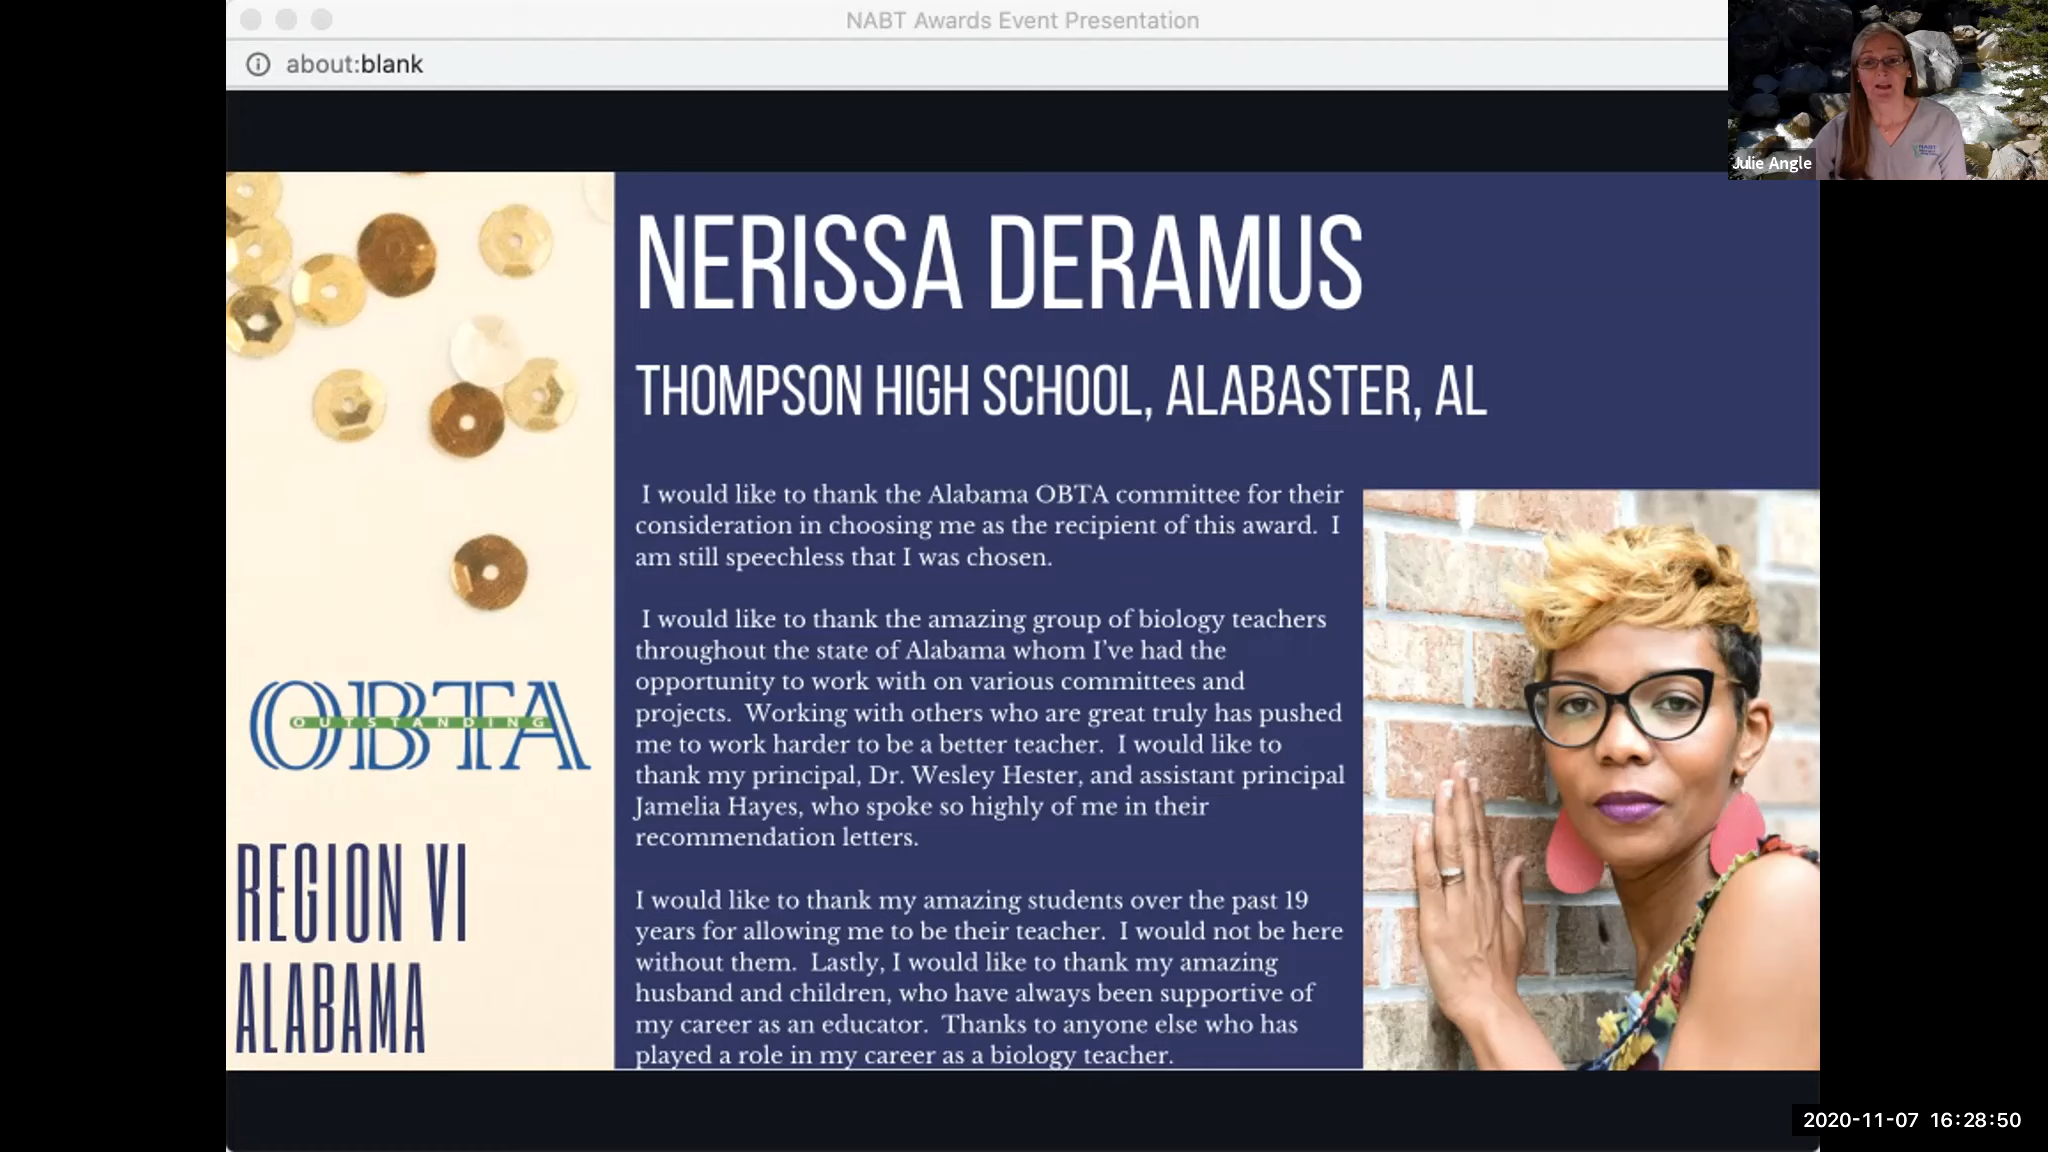 NABT Awards Event Presentation
about:blank
Julie Angle
NABT
NERISSA DERAMUS
THOMPSON HIGH SCHOOL, ALABASTER, AL
I would like to thank the Alabama OBTA committee for their
consideration in choosing me as the recipient of this award.  I
am still speechless that I was chosen.
I would like to thank the amazing group of biology teachers
throughout the state of Alabama whom I’ve had the
opportunity to work with on various committees and
projects.  Working with others who are great truly has pushed
me to work harder to be a better teacher.  I would like to
thank my principal, Dr. Wesley Hester, and assistant principal
Jamelia Hayes, who spoke so highly of me in their
recommendation letters.
I would like to thank my amazing students over the past 19
years for allowing me to be their teacher.  I would not be here
without them.  Lastly, I would like to thank my amazing
husband and children, who have always been supportive of
my career as an educator.  Thanks to anyone else who has
played a role in my career as a biology teacher.
OBTA
OUTSTANDING
REGION VI
ALABAMA
2020-11-07 16:28:50